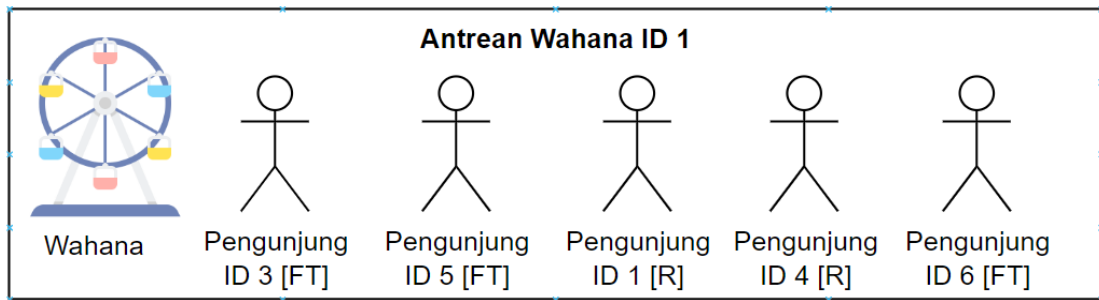 Antrean Wahana ID 1
Wahana
Pengunjung
ID 3 [FT]
Pengunjung
ID 5 [FT]
Pengunjung
ID 1 [R]
Pengunjung
ID 4 [R]
Pengunjung
ID 6 [FT]